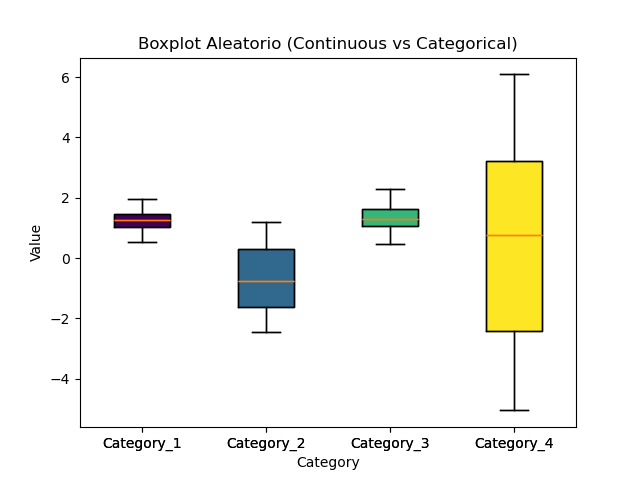 Boxplot Aleatorio (Continuous vs Categorical)
6
4
2
0
−2
−4
Value
Category_1 Category_2 Category_3 Category_4
Category